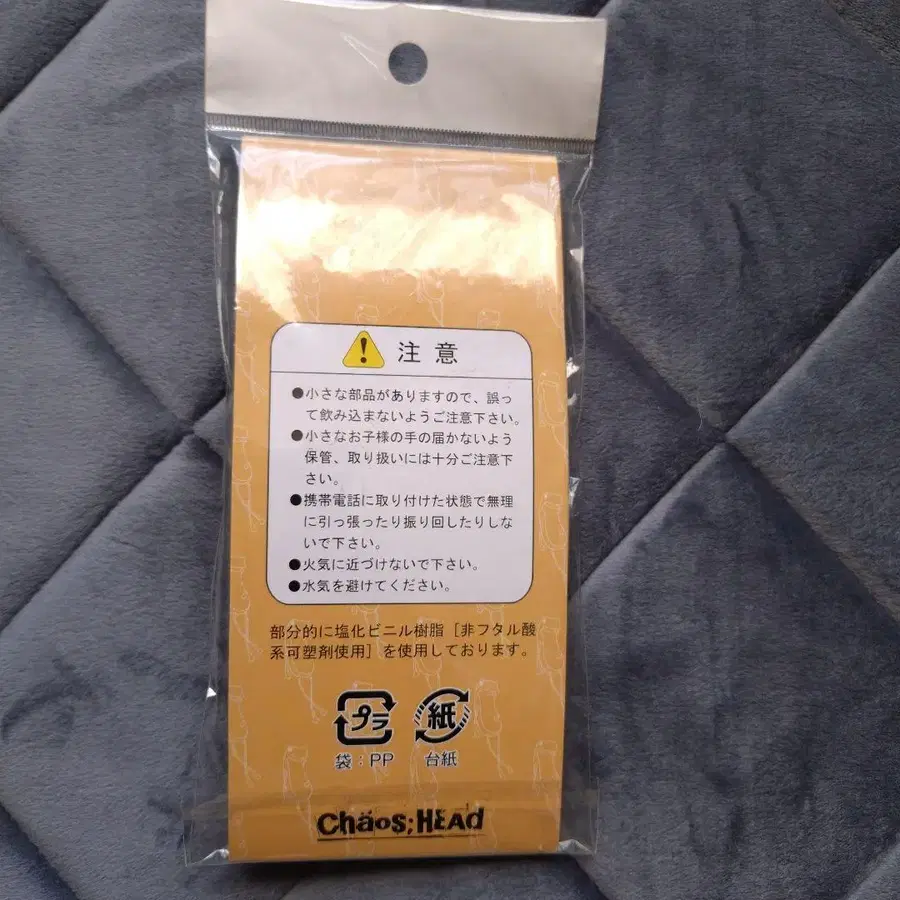 注意
●小さな部品がありますので、誤っ
て飲み込まないようご注意下さい。
●小さなお子様の手の届かないよう
保管、取り扱いには十分ご注意下
さい。
●携帯電話に取り付けた状態で無理
に引っ張ったり振り回したりしな
いで下さい。
●火気に近づけないで下さい。
●水気を避けてください。
部分的に塩化ビニル樹脂［非フタル酸
系可塑剤使用］を使用しております。
プラ 紙
袋：PP 台紙
Chäos;HEAd